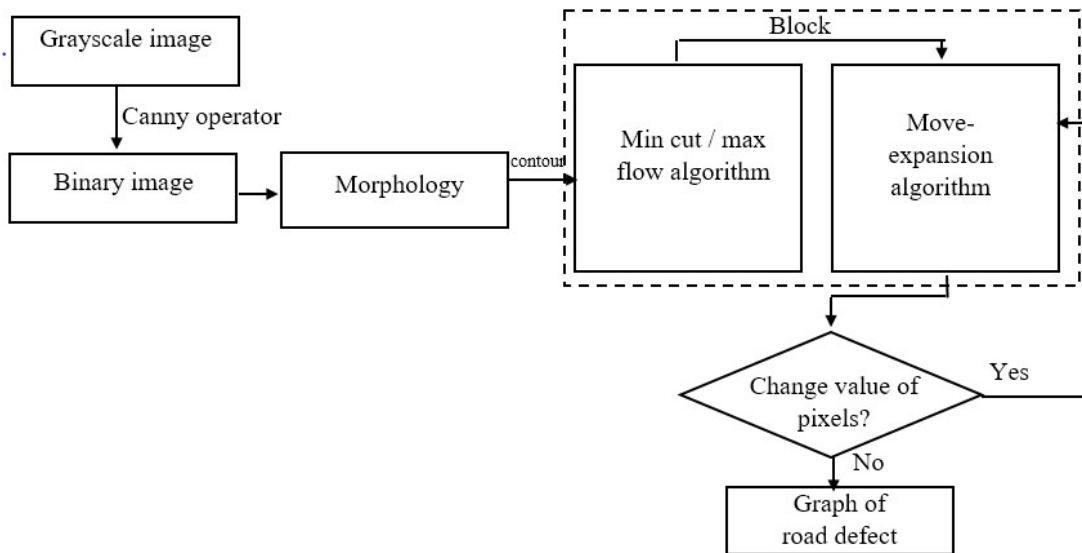 Grayscale image
Canny operator
Binary image
Morphology
contour
Block
Min cut / max
flow algorithm
Move-
expansion
algorithm
Change value of
pixels?
Yes
No
Graph of
road defect